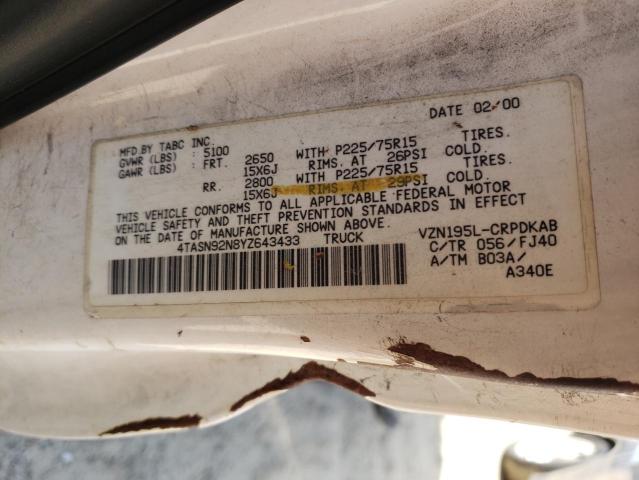 DATE 02/00
MFD.BY TABC INC.
GVWR (LBS): 5100
GAWR (LBS): FRT. 2650 WITH P225/75R15 TIRES.
15X6J RIMS. AT 26PSI COLD.
RR. 2800 WITH P225/75R15 TIRES.
15X6J RIMS. AT 29PSI COLD.
THIS VEHICLE CONFORMS TO ALL APPLICABLE FEDERAL MOTOR
VEHICLE SAFETY AND THEFT PREVENTION STANDARDS IN EFFECT
ON THE DATE OF MANUFACTURE SHOWN ABOVE.
4TASN92N8YZ643433 TRUCK
VZN195L-CRPDKAB
C/TR 056/FJ40
A/TM B03A/
A340E